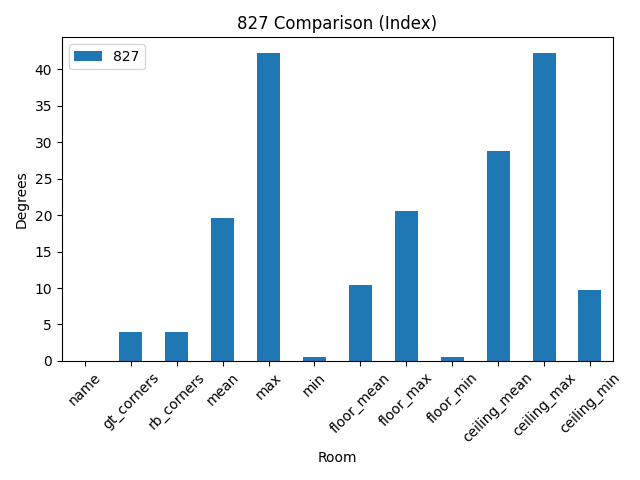 827 Comparison (Index)
827
Degrees
40
35
30
25
20
15
10
5
0
name
gt_corners
rb_corners
mean
max
min
floor_mean
floor_max
floor_min
ceiling_mean
ceiling_max
ceiling_min
Room